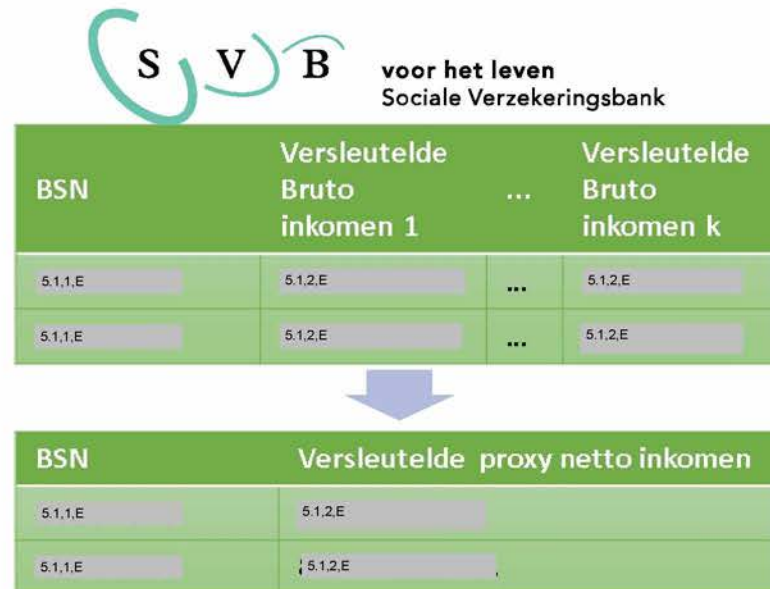 S V B
voor het leven
Sociale Verzekeringsbank
BSN Versleutelde Bruto inkomen 1 ... Versleutelde Bruto inkomen k
5.1,1,E 5.1,2,E ... 5.1,2,E
5.1,1,E 5.1,2,E ... 5.1,2,E
BSN Versleutelde proxy netto inkomen
5.1,1,E 5.1,2,E
5.1,1,E 5.1,2,E